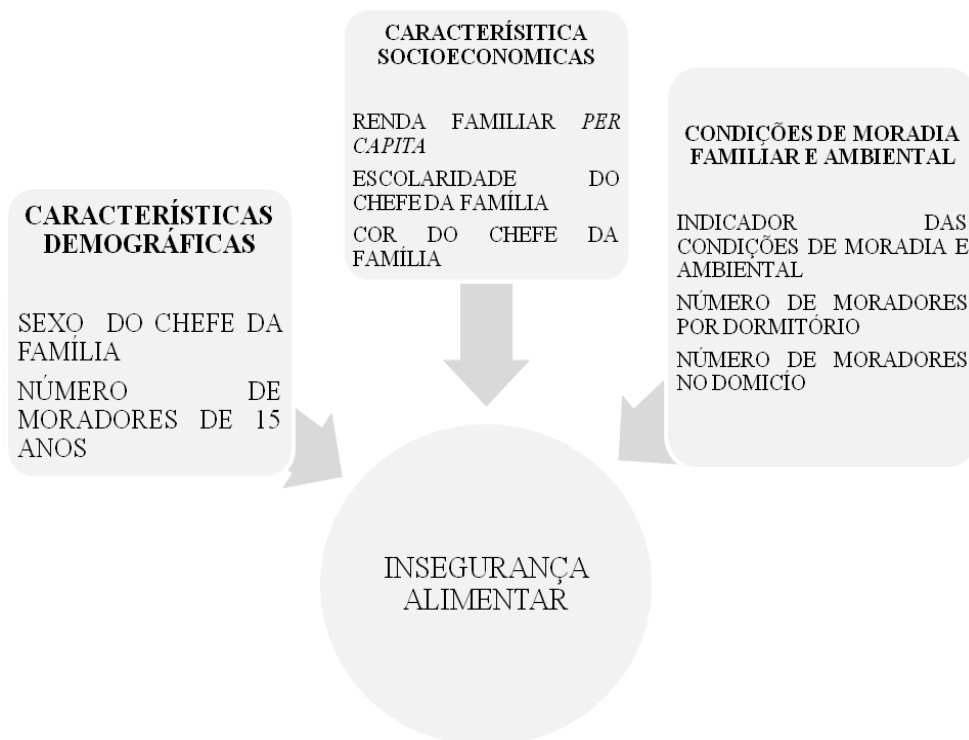 CARACTERÍSTICAS
DEMOGRÁFICAS
SEXO DO CHEFE DA
FAMÍLIA
NÚMERO DE
MORADORES DE 15
ANOS
CARACTERÍSITICA
SOCIOECONOMICAS
RENDA FAMILIAR PER
CAPITA
ESCOLARIDADE DO
CHEFE DA FAMÍLIA
COR DO CHEFE DA
FAMÍLIA
CONDIÇÕES DE MORADIA
FAMILIAR E AMBIENTAL
INDICADOR DAS
CONDIÇÕES DE MORADIA E
AMBIENTAL
NÚMERO DE MORADORES
POR DORMITÓRIO
NÚMERO DE MORADORES
NO DOMICÍO
INSEGURANÇA
ALIMENTAR